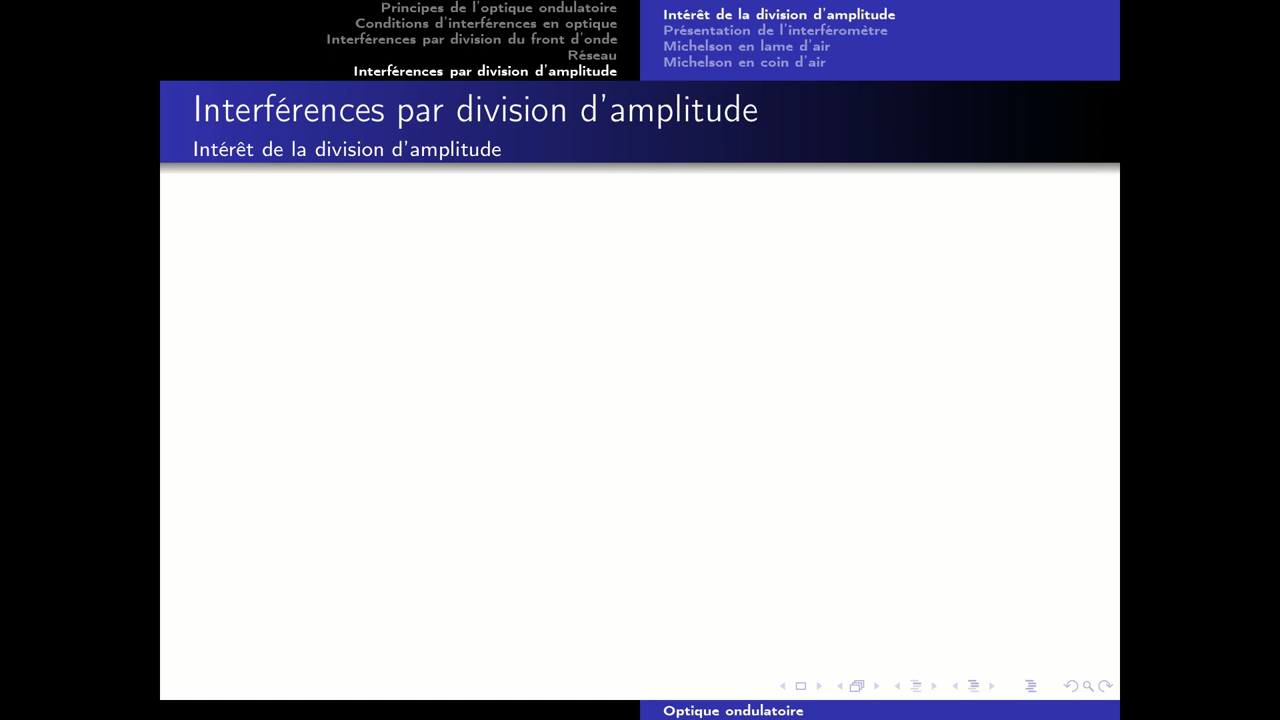 Principes de l'optique ondulatoire
Conditions d'interférences en optique
Interférences par division du front d'onde
Réseau
Interférences par division d'amplitude
Intérêt de la division d'amplitude
Présentation de l'interféromètre
Michelson en lame d'air
Michelson en coin d'air
Interférences par division d'amplitude
Intérêt de la division d'amplitude
Optique ondulatoire